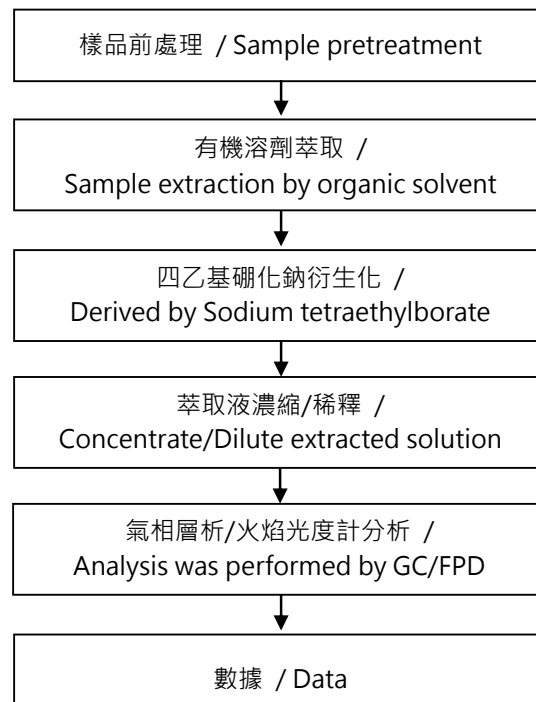 樣品前處理 / Sample pretreatment
有機溶劑萃取 /
Sample extraction by organic solvent
四乙基硼化鈉衍生化 /
Derived by Sodium tetraethylborate
萃取液濃縮/稀釋 /
Concentrate/Dilute extracted solution
氣相層析/火焰光度計分析 /
Analysis was performed by GC/FPD
數據 / Data